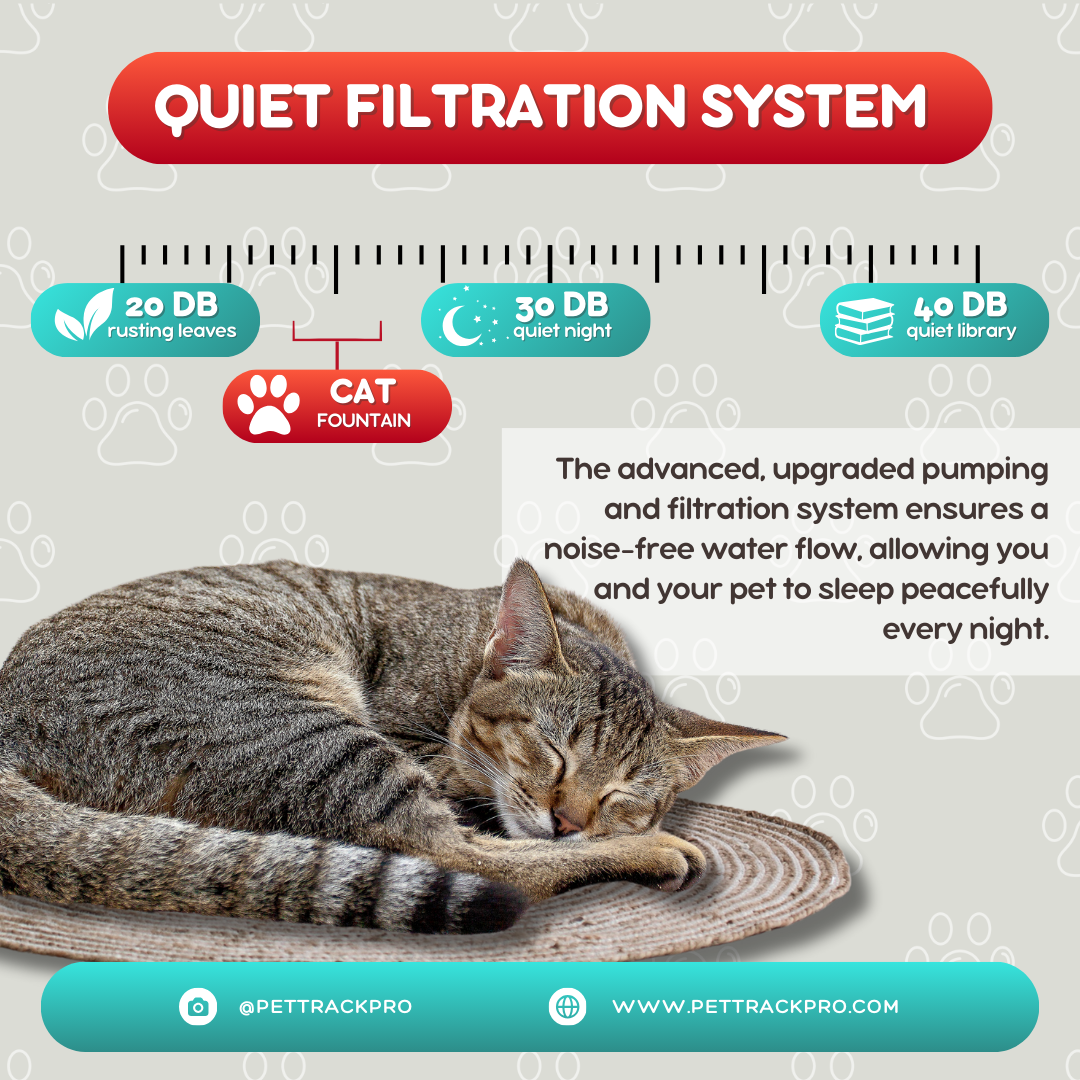 QUIET FILTRATION SYSTEM
20 DB
rusting leaves
30 DB
quiet night
40 DB
quiet library
CAT
FOUNTAIN
The advanced, upgraded pumping
and filtration system ensures a
noise-free water flow, allowing you
and your pet to sleep peacefully
every night.
@PETTRACKPRO
WWW.PETTRACKPRO.COM